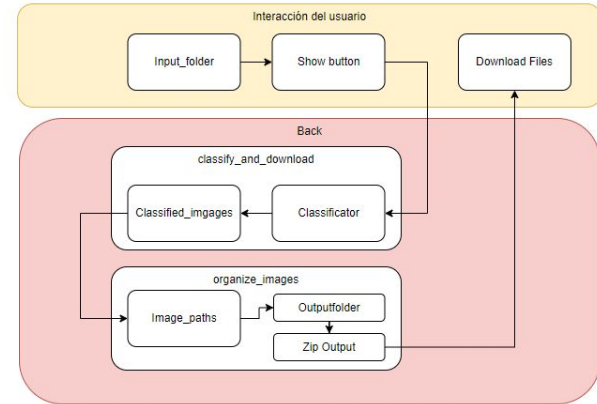 Interacción del usuario
Input_folder
Show button
Download Files
Back
classify_and_download
Classified_imgages
Classificator
organize_images
Image_paths
Outputfolder
Zip Output